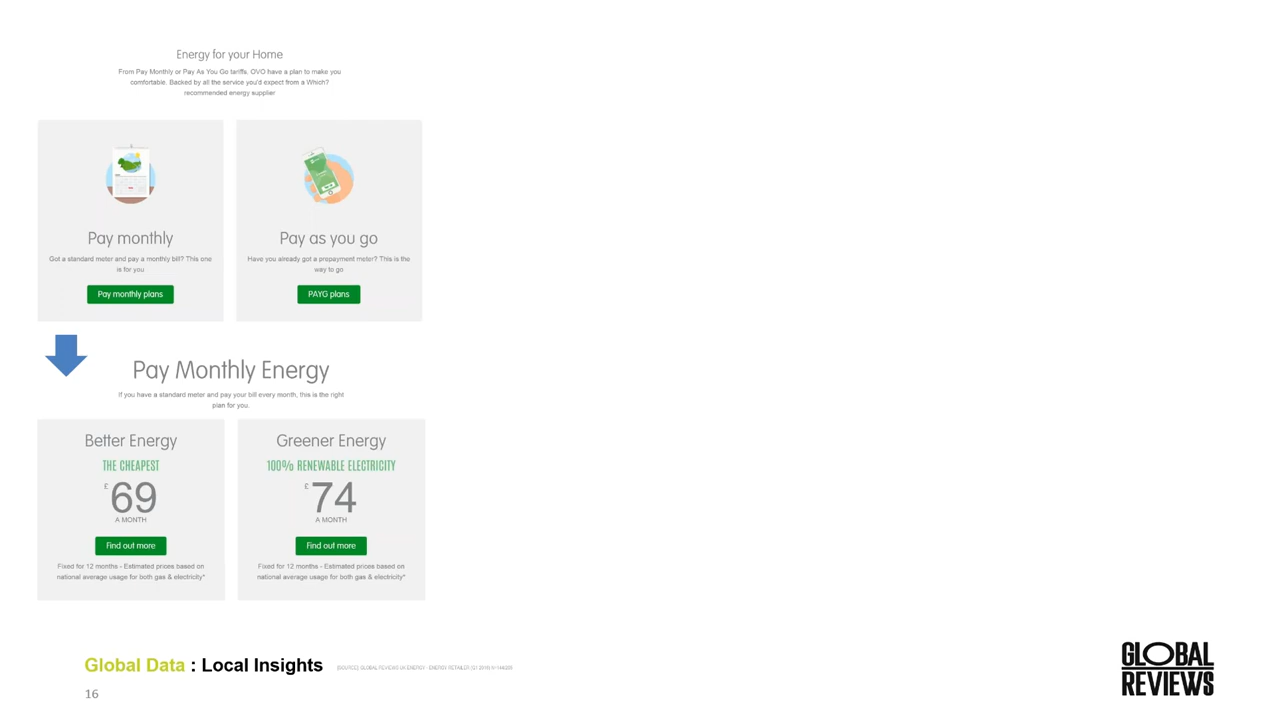 Energy for your Home
From Pay Monthly or Pay As You Go tariffs. OVO have a plan to make you
comfortable. Backed by all the service you'd expect from a Which?
recommended energy supplier
Pay monthly
Got a standard meter and pay a monthly bill? This one
is for you
Pay monthly plans
Pay as you go
Have you already got a prepayment meter? This is the
way to go
PAYG plans
Pay Monthly Energy
If you have a standard meter and pay your bill every month, this is the right
plan for you.
Better Energy
THE CHEAPEST
£69
A MONTH
Find out more
Fixed for 12 months - Estimated prices based on
national average usage for both gas & electricity*
Greener Energy
100% RENEWABLE ELECTRICITY
£74
A MONTH
Find out more
Fixed for 12 months - Estimated prices based on
national average usage for both gas & electricity*
Global Data : Local Insights
16
GLOBAL
REVIEWS